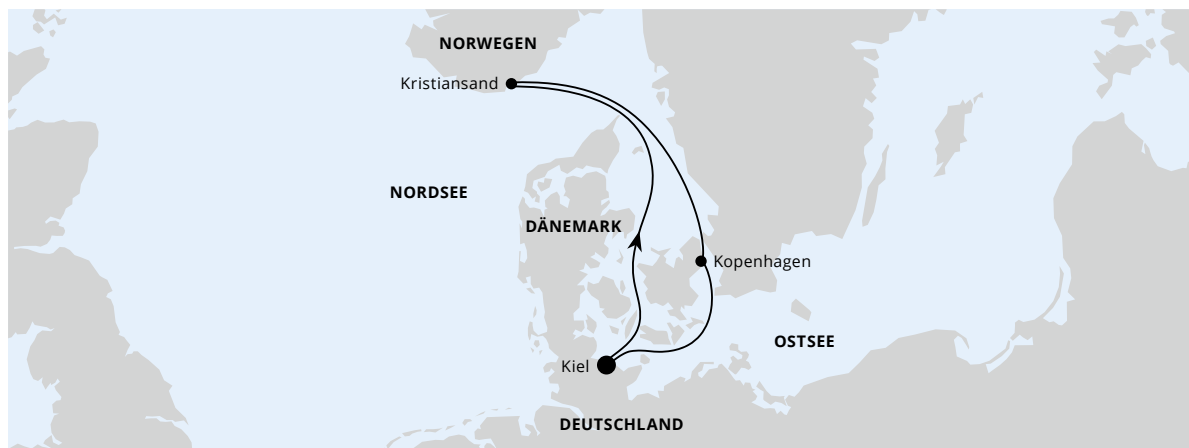 NORWEGEN
Kristiansand
NORDSEE
DÄNEMARK
Kopenhagen
OSTSEE
Kiel
DEUTSCHLAND